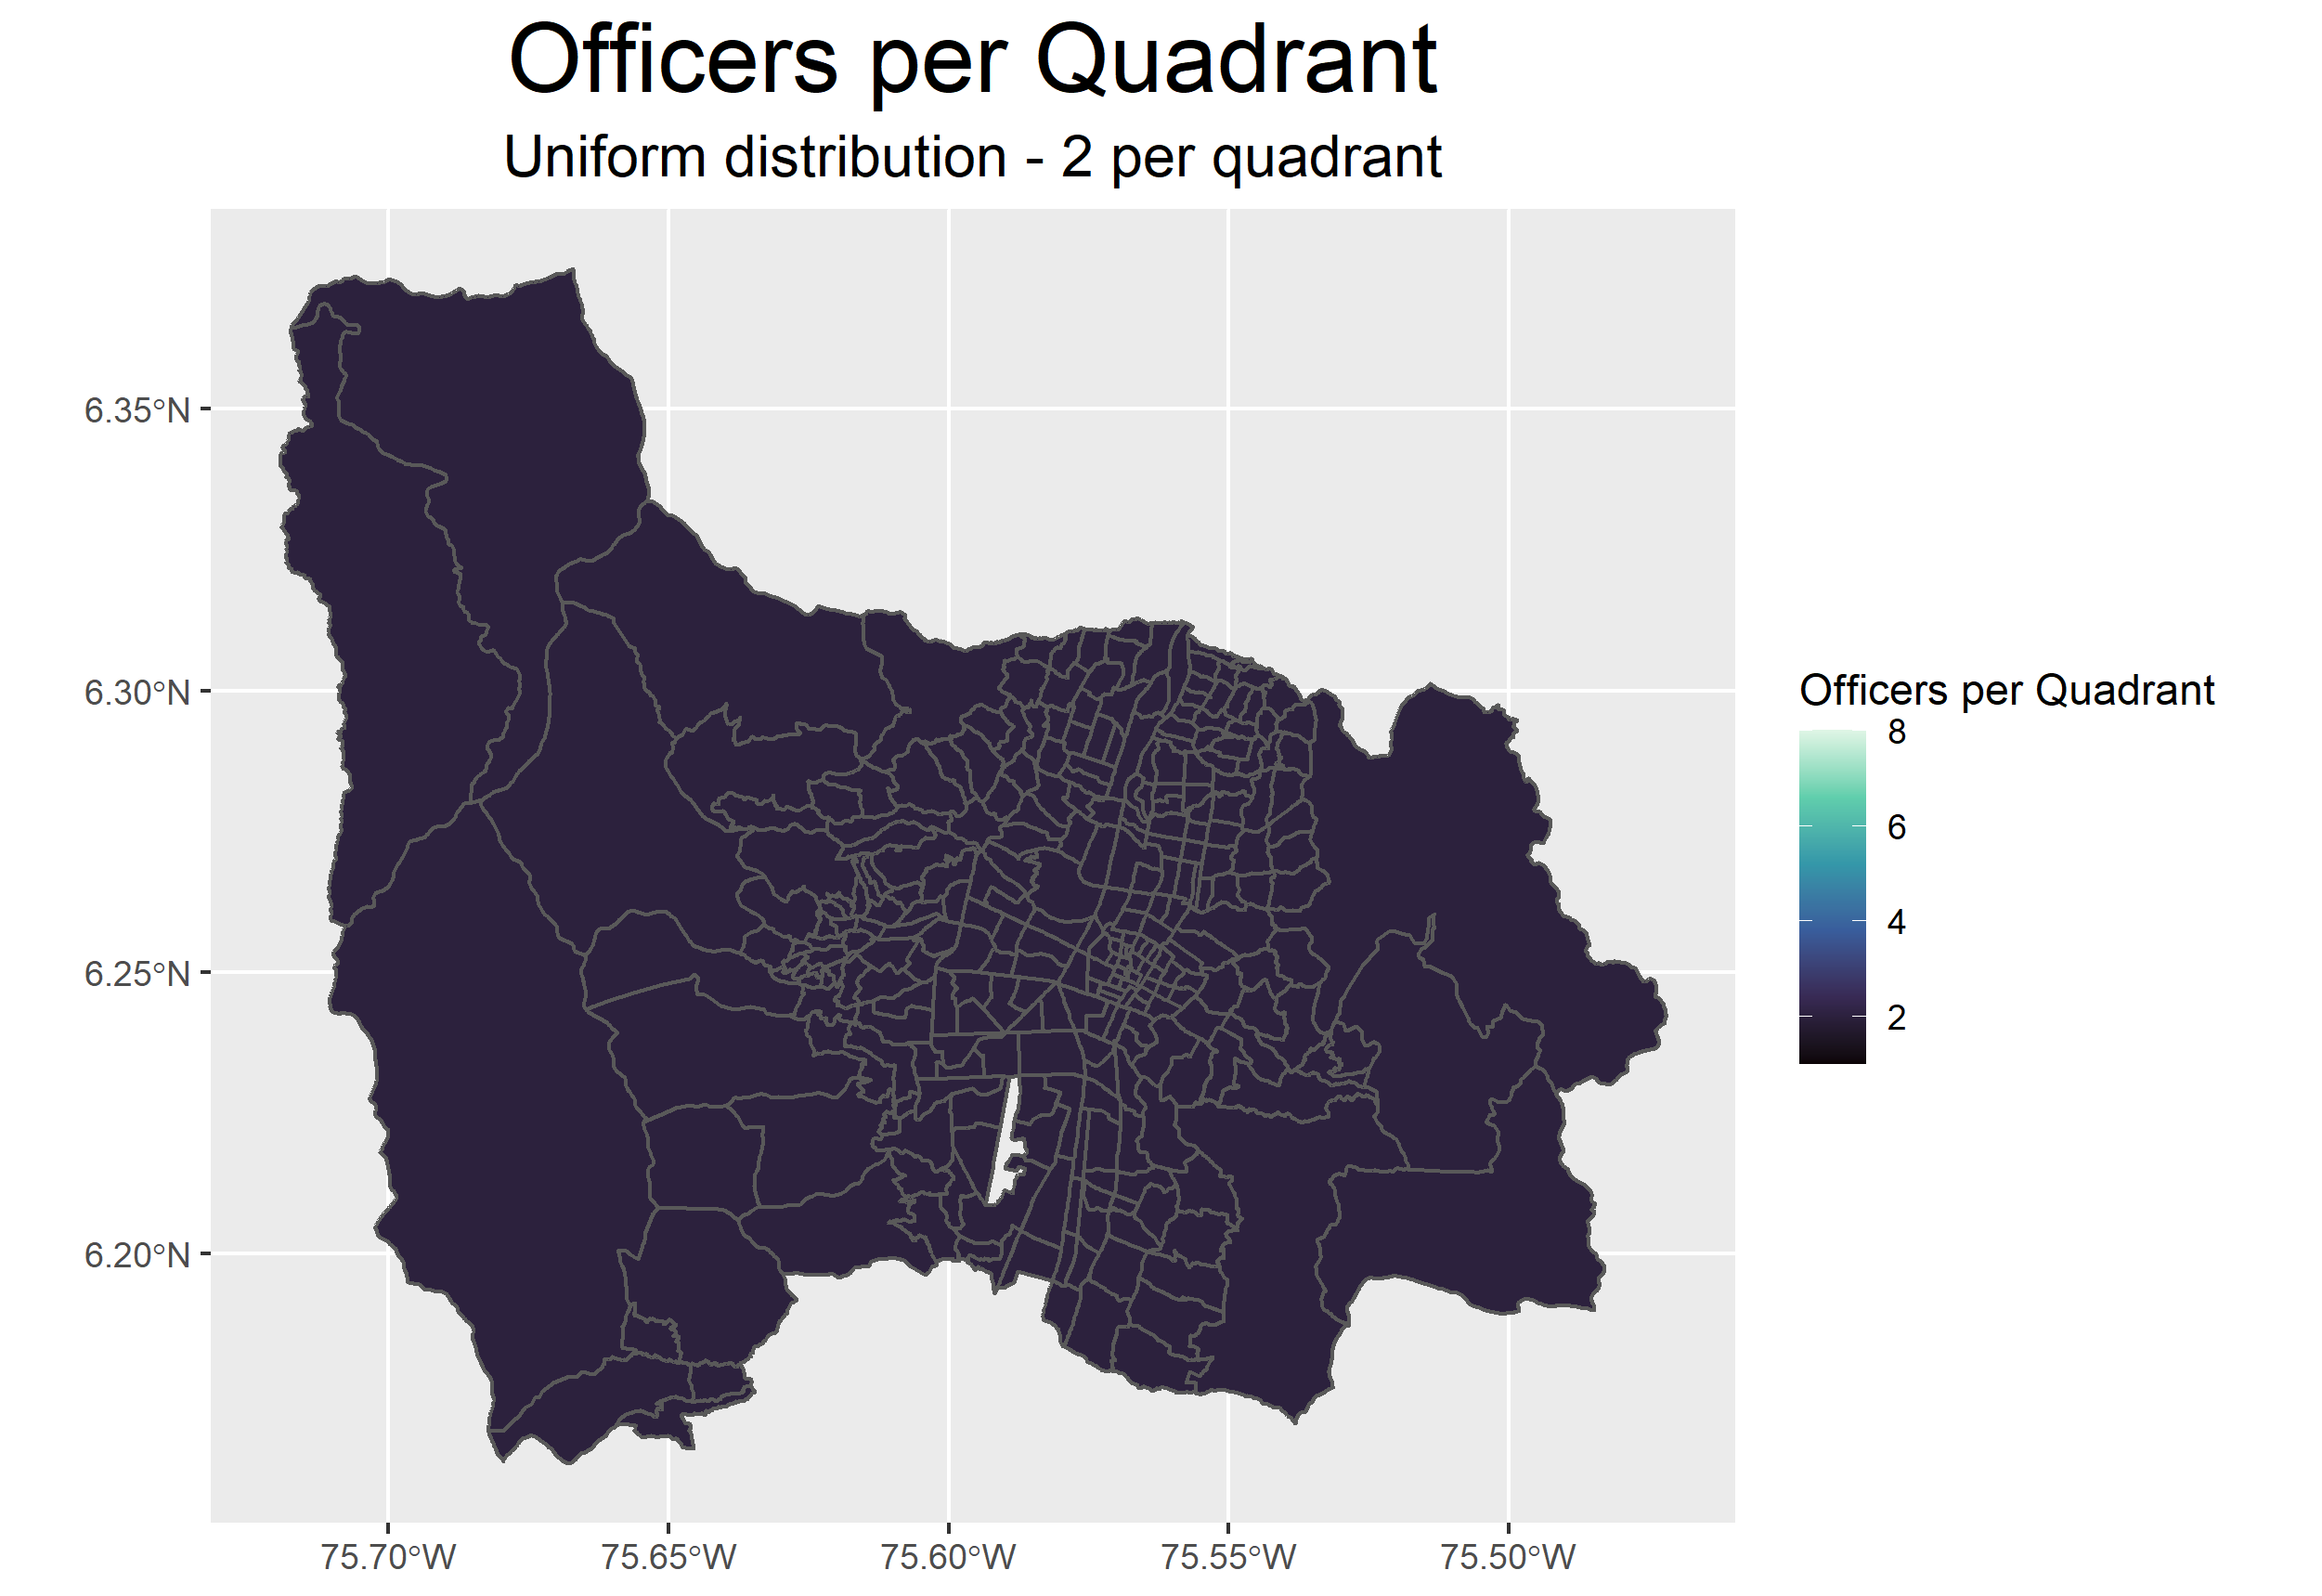 Officers per Quadrant
Uniform distribution - 2 per quadrant
6.35°N
6.30°N
6.25°N
6.20°N
75.70°W
75.65°W
75.60°W
75.55°W
75.50°W
Officers per Quadrant
8
6
4
2